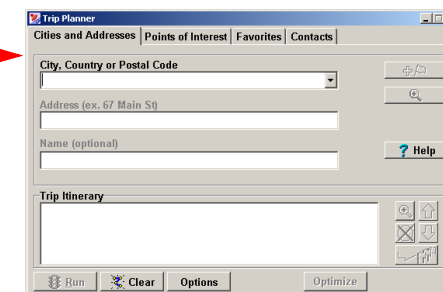 Trip Planner
Cities and Addresses Points of Interest Favorites Contacts
City, Country or Postal Code
Address (ex. 67 Main St)
Name (optional)
Help
Trip Itinerary
Run Clear Options Optimize